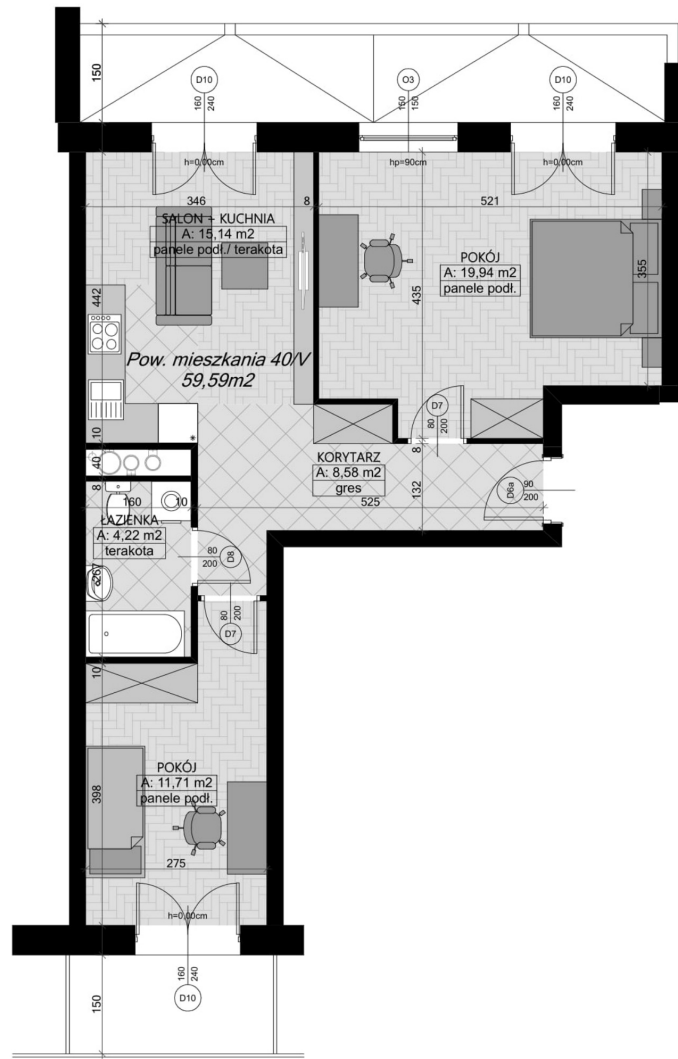 150
D10
160
240
O3
150
150
D10
160
240
h=0,00cm
hp=90cm
h=0,00cm
346
8
521
SALON + KUCHNIA
A: 15,14 m2
panele podł./ terakota
POKÓJ
A: 19,94 m2
panele podł.
355
435
442
Pow. mieszkania 40/V
59,59m2
D7
80
200
10
40
8
KORYTARZ
A: 8,58 m2
gres
8
132
D6a
90
200
160
10
525
ŁAZIENKA
A: 4,22 m2
terakota
267
80
200
D8
80
200
D7
10
POKÓJ
A: 11,71 m2
panele podł.
398
275
h=0,00cm
160
240
D10
150